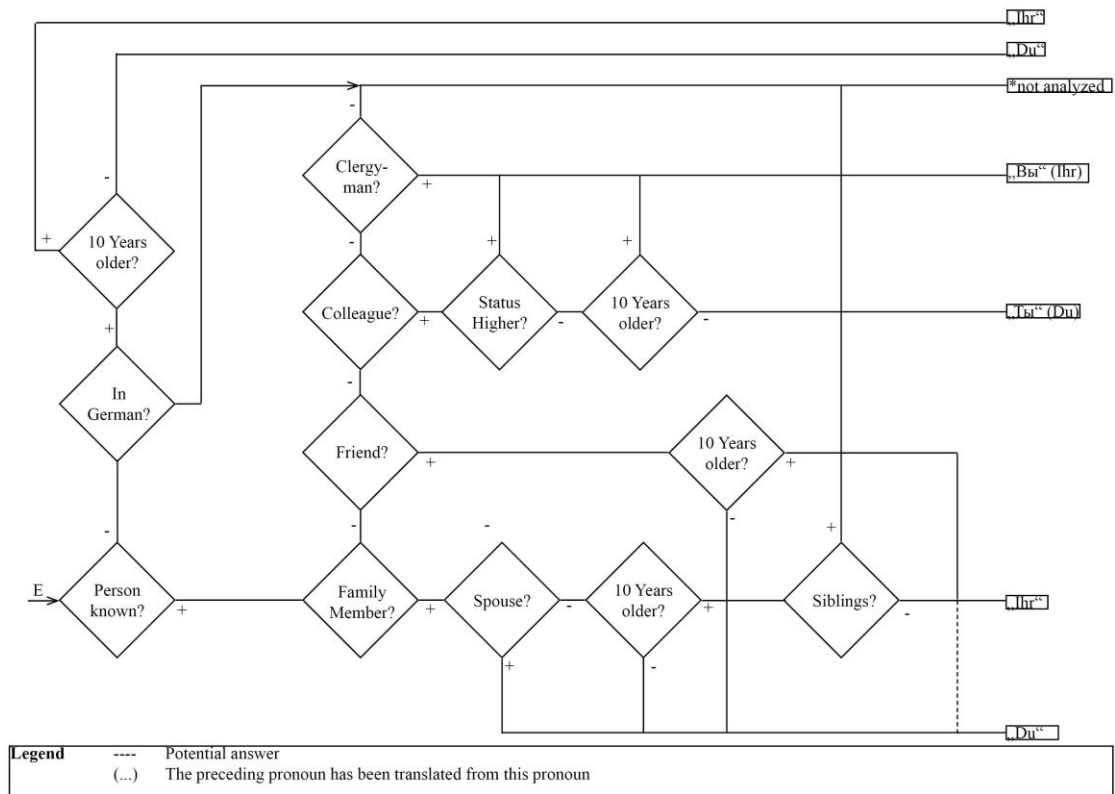 „Ihr“
„Du“
*not analyzed
-
Clergy-
man?
+
„Вы“ (Ihr)
-
10 Years
older?
+
+
-
+
+
Colleague?
+
Status
Higher?
-
10 Years
older?
-
„Ты“ (Du)
-
In
German?
-
Friend?
+
10 Years
older?
+
-
-
-
-
+
E
Person
known?
+
Family
Member?
+
Spouse?
-
10 Years
older?
+
Siblings?
-
„Ihr“
+
-
„Du“
Legend ---- Potential answer
(...) The preceding pronoun has been translated from this pronoun